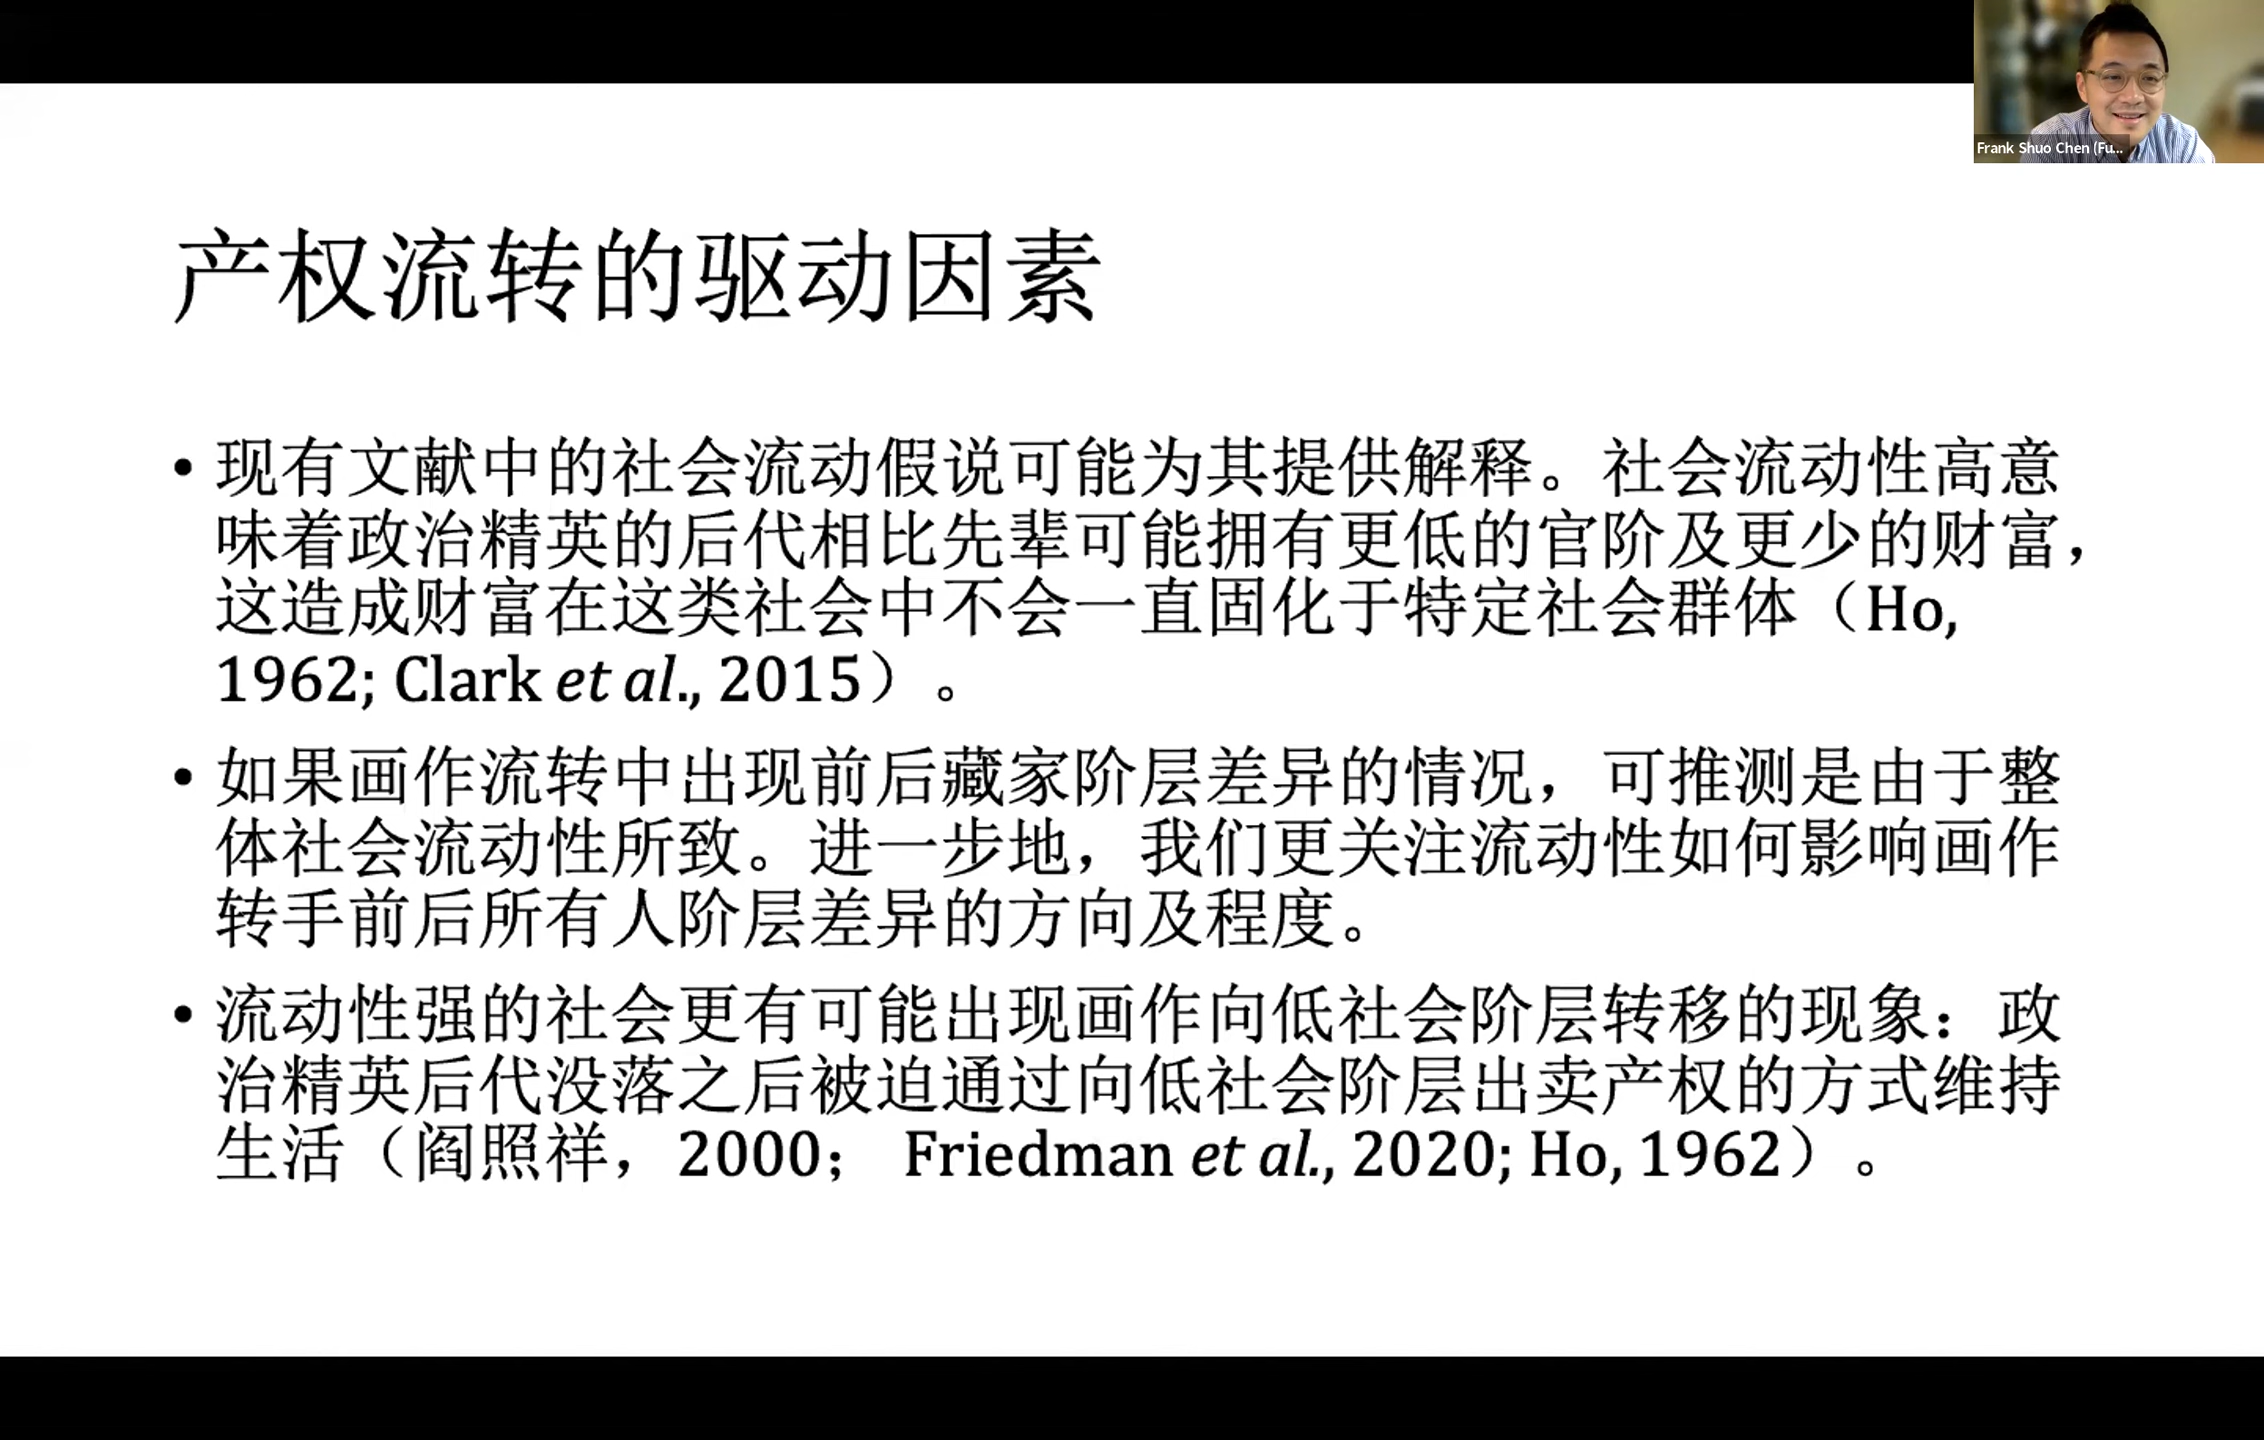 Frank Shuo Chen (Fu...
产权流转的驱动因素
• 现有文献中的社会流动假说可能为其提供解释。社会流动性高意
味着政治精英的后代相比先辈可能拥有更低的官阶及更少的财富，
这造成财富在这类社会中不会一直固化于特定社会群体（Ho,
1962; Clark et al., 2015）。
• 如果画作流转中出现前后藏家阶层差异的情况，可推测是由于整
体社会流动性所致。进一步地，我们更关注流动性如何影响画作
转手前后所有人阶层差异的方向及程度。
• 流动性强的社会更有可能出现画作向低社会阶层转移的现象：政
治精英后代没落之后被迫通过向低社会阶层出卖产权的方式维持
生活（阎照祥，2000； Friedman et al., 2020; Ho, 1962）。